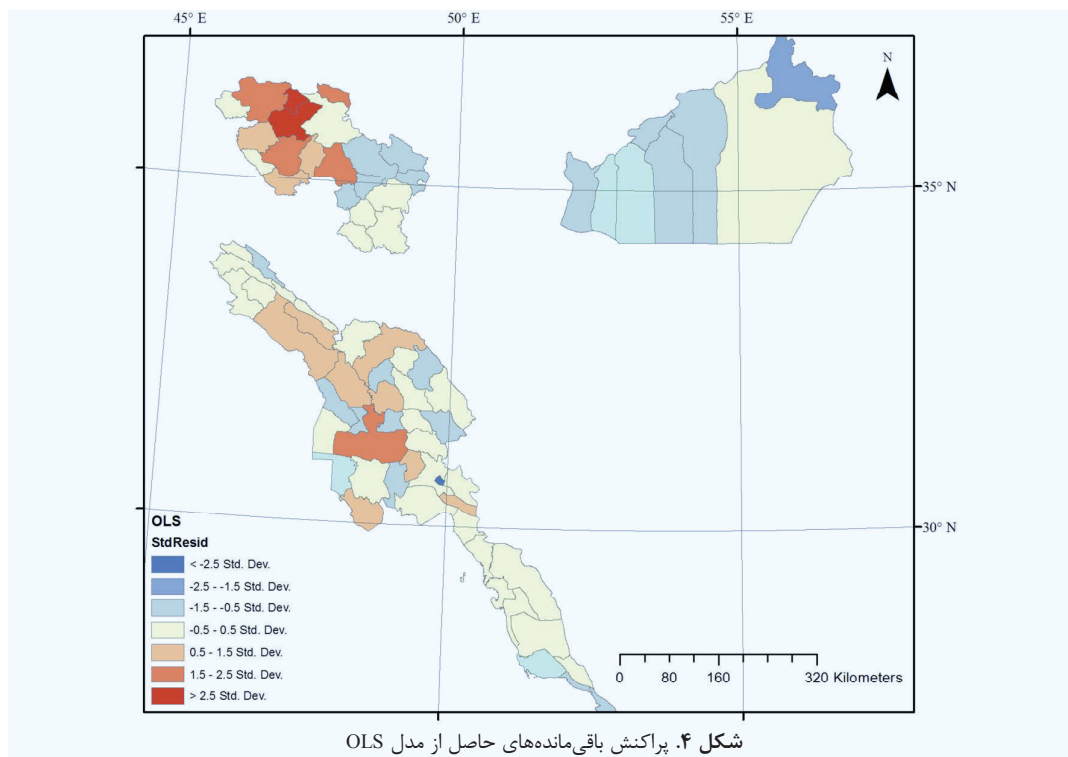 45° E 50° E 55° E
N
35° N
30° N
OLS
StdResid
< -2.5 Std. Dev.
-2.5 - -1.5 Std. Dev.
-1.5 - -0.5 Std. Dev.
-0.5 - 0.5 Std. Dev.
0.5 - 1.5 Std. Dev.
1.5 - 2.5 Std. Dev.
> 2.5 Std. Dev.
0 80 160 320 Kilometers
50° E 55° E
شکل ۴. پراکنش باقی‌مانده‌های حاصل از مدل OLS